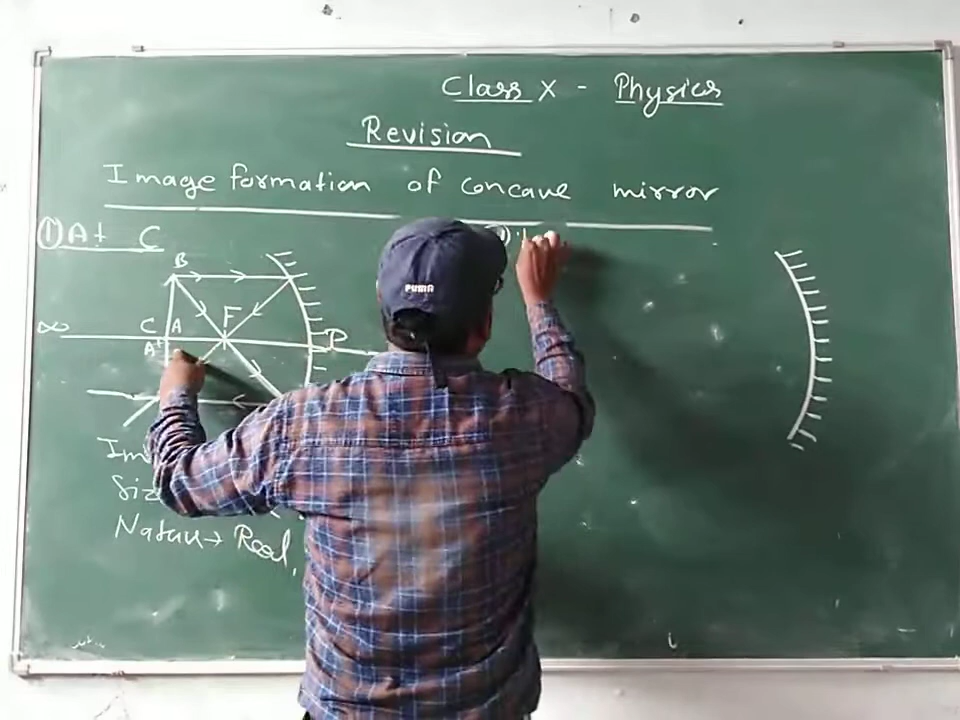 Class X - Physics
Revision
Image formation of concave mirror
① At C
B
F
∞ C A P
A'
Nature → Real,
PUMA